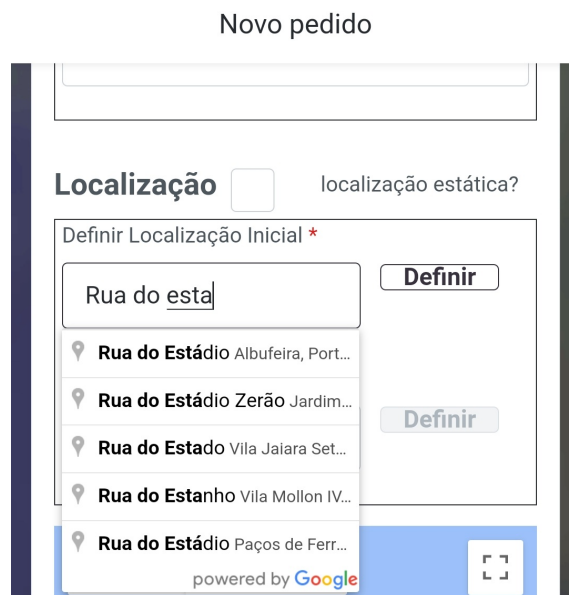 Novo pedido
Localização localização estática?
Definir Localização Inicial *
Rua do esta Definir
Rua do Estádio Albufeira, Port...
Rua do Estádio Zerão Jardim...
Rua do Estado Vila Jaiara Set...
Definir
Rua do Estanho Vila Mollon IV...
Rua do Estádio Paços de Ferr...
powered by Google